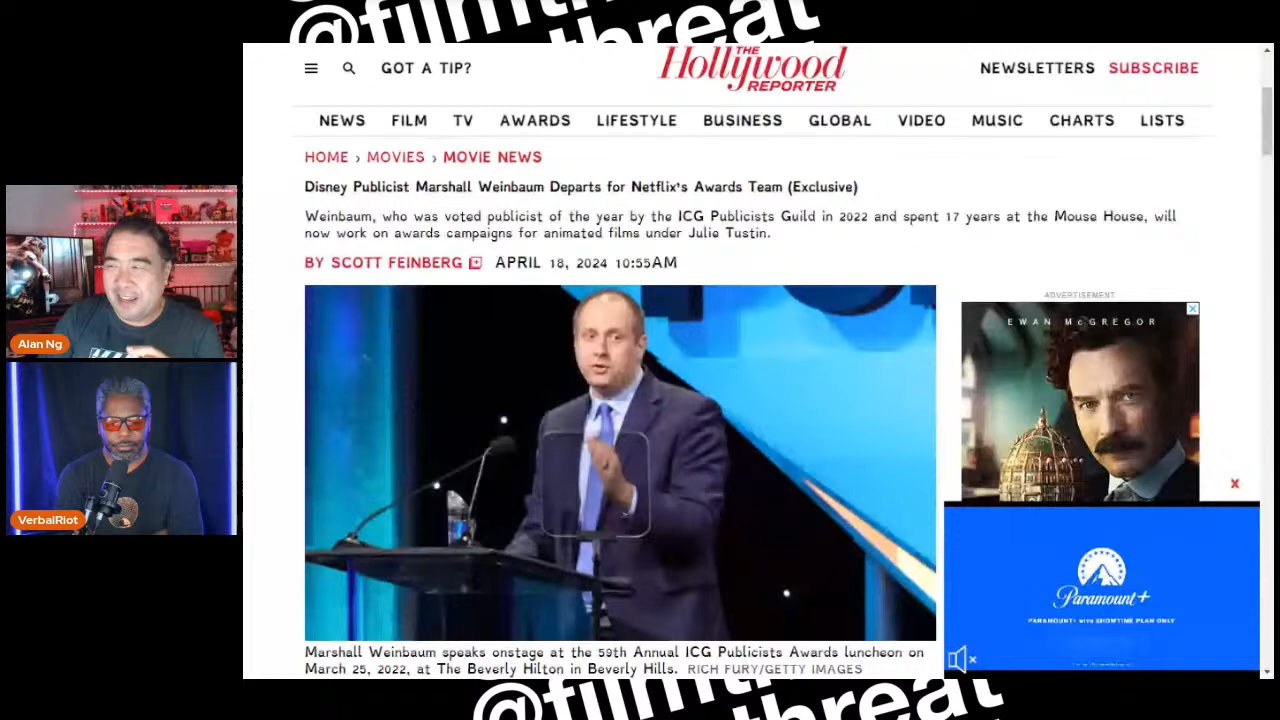 @filmthreat
GOT A TIP?
THE
Hollywood
REPORTER
NEWSLETTERS SUBSCRIBE
NEWS FILM TV AWARDS LIFESTYLE BUSINESS GLOBAL VIDEO MUSIC CHARTS LISTS
HOME › MOVIES › MOVIE NEWS
Disney Publicist Marshall Weinbaum Departs for Netflix's Awards Team (Exclusive)
Weinbaum, who was voted publicist of the year by the ICG Publicists Guild in 2022 and spent 17 years at the Mouse House, will
now work on awards campaigns for animated films under Julie Tustin.
BY SCOTT FEINBERG APRIL 18, 2024 10:55AM
ADVERTISEMENT
EWAN McGREGOR
Alan Ng
VerbalRiot
X
Paramount+
PARAMOUNT+ WITH SHOWTIME PLAN ONLY
Marshall Weinbaum speaks onstage at the 59th Annual ICG Publicists Awards luncheon on
March 25, 2022, at The Beverly Hilton in Beverly Hills. RICH FURY/GETTY IMAGES
@filmthreat